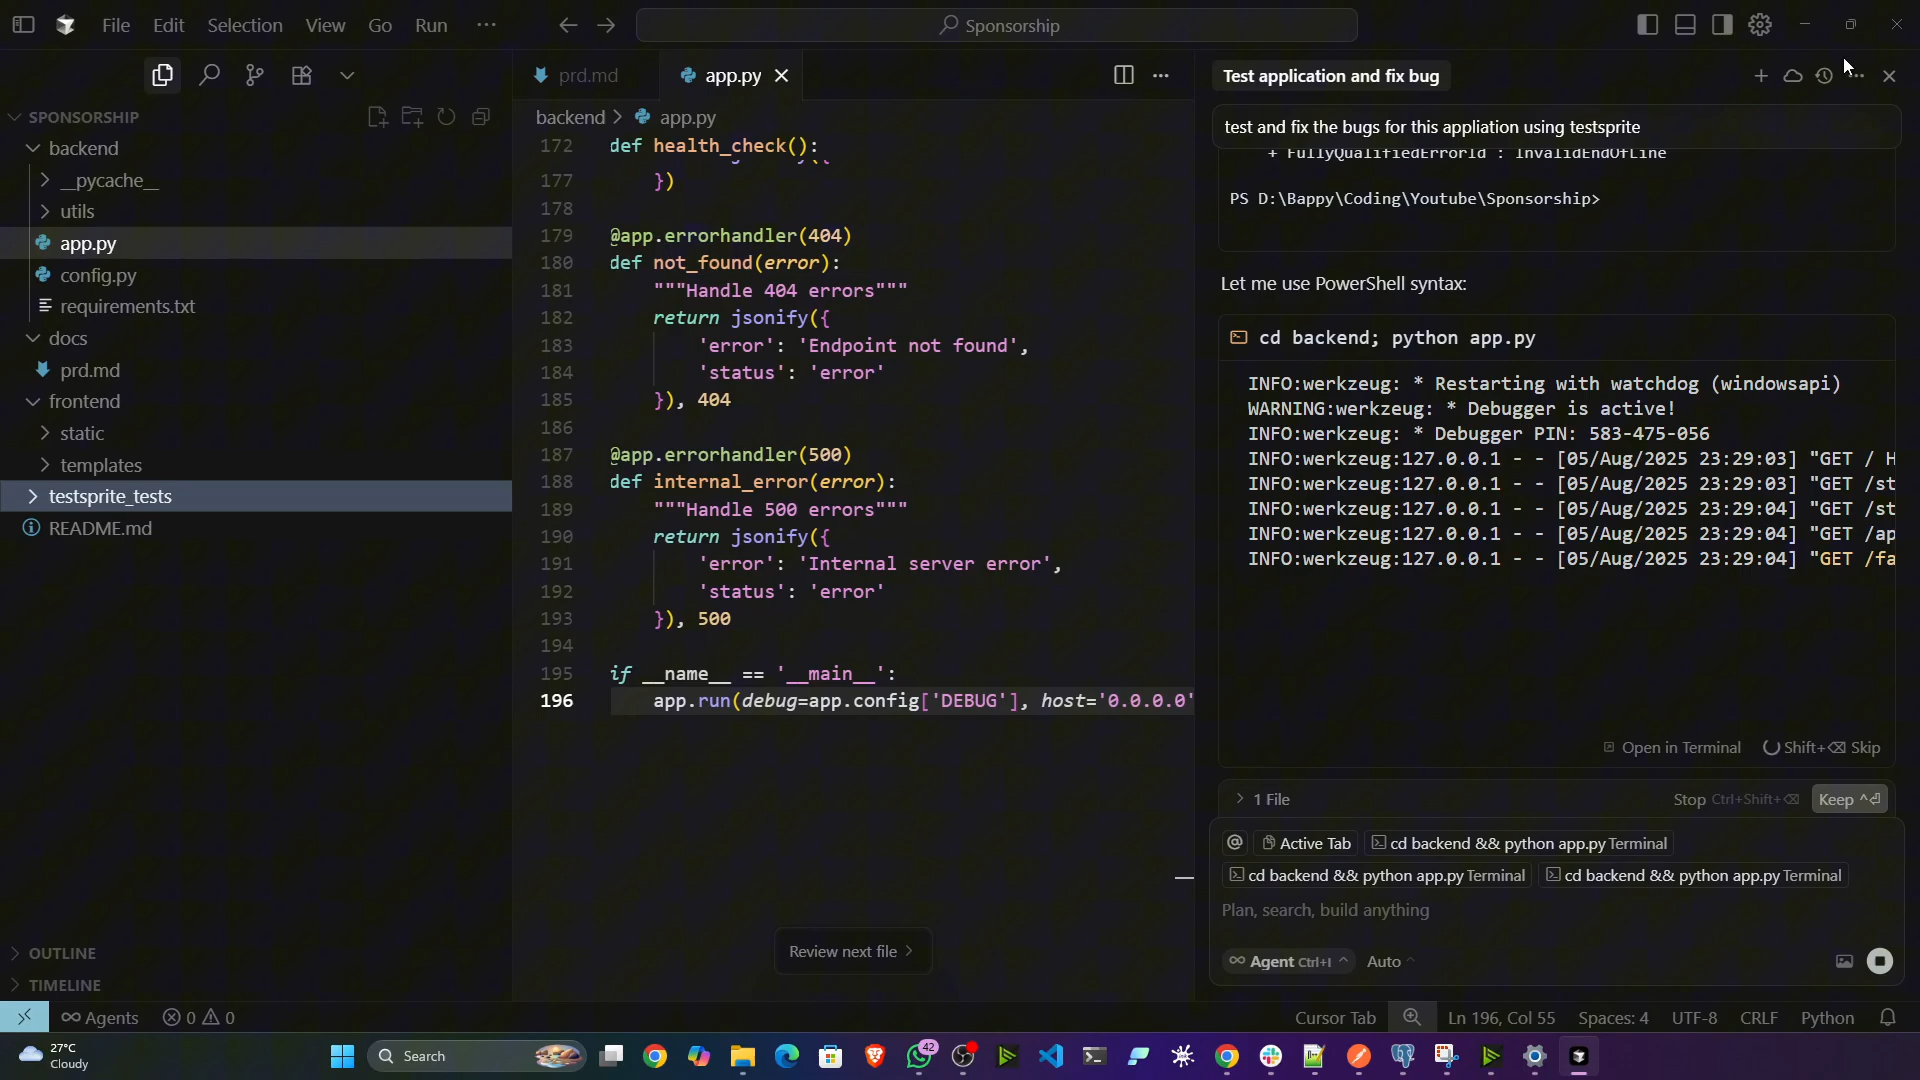 File Edit Selection View Go Run ···
Sponsorship
prd.md
app.py
Test application and fix bug
SPONSORSHIP
backend > app.py
test and fix the bugs for this appliation using testsprite
backend
__pycache__
utils
app.py
config.py
requirements.txt
docs
prd.md
frontend
static
templates
testsprite_tests
README.md
OUTLINE
TIMELINE
172 def health_check():
177 })
178
179 @app.errorhandler(404)
180 def not_found(error):
181 """Handle 404 errors"""
182 return jsonify({
183 'error': 'Endpoint not found',
184 'status': 'error'
185 }), 404
186
187 @app.errorhandler(500)
188 def internal_error(error):
189 """Handle 500 errors"""
190 return jsonify({
191 'error': 'Internal server error',
192 'status': 'error'
193 }), 500
194
195 if __name__ == '__main__':
196 app.run(debug=app.config['DEBUG'], host='0.0.0.0'
Review next file >
+ FullyQualifiedErrorId : InvalidEndOfLine
PS D:\Bappy\Coding\Youtube\Sponsorship>
Let me use PowerShell syntax:
cd backend; python app.py
INFO:werkzeug: * Restarting with watchdog (windowsapi)
WARNING:werkzeug: * Debugger is active!
INFO:werkzeug: * Debugger PIN: 583-475-056
INFO:werkzeug:127.0.0.1 - - [05/Aug/2025 23:29:03] "GET / H
INFO:werkzeug:127.0.0.1 - - [05/Aug/2025 23:29:03] "GET /st
INFO:werkzeug:127.0.0.1 - - [05/Aug/2025 23:29:04] "GET /st
INFO:werkzeug:127.0.0.1 - - [05/Aug/2025 23:29:04] "GET /ap
INFO:werkzeug:127.0.0.1 - - [05/Aug/2025 23:29:04] "GET /fa
Open in Terminal Shift+⌫ Skip
> 1 File Stop Ctrl+Shift+⌫ Keep ^⏎
@ Active Tab cd backend && python app.py Terminal
cd backend && python app.py Terminal cd backend && python app.py Terminal
Plan, search, build anything
Agent Ctrl+I Auto
Agents 0 0
Cursor Tab Ln 196, Col 55 Spaces: 4 UTF-8 CRLF Python
27°C
Cloudy
Search
42